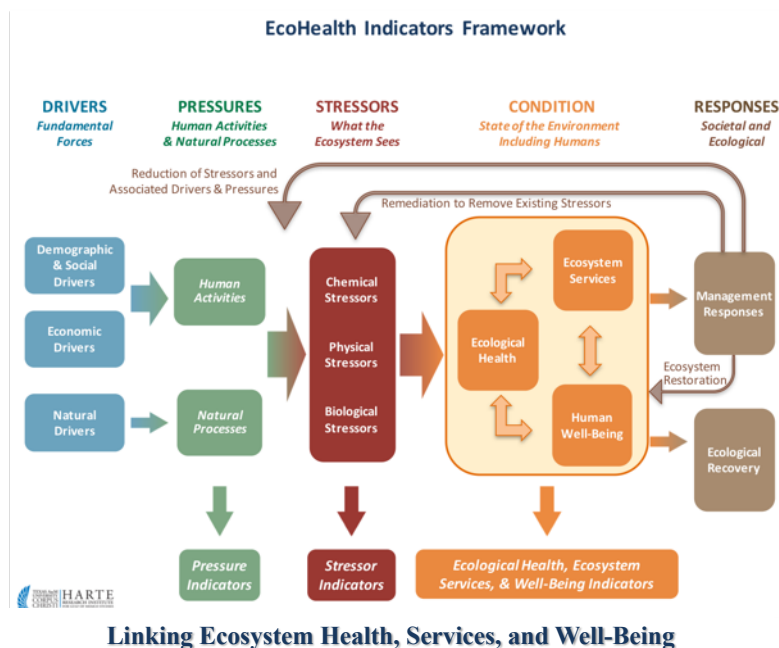 EcoHealth Indicators Framework
DRIVERS
Fundamental
Forces
PRESSURES
Human Activities
& Natural Processes
STRESSORS
What the
Ecosystem Sees
CONDITION
State of the Environment
Including Humans
RESPONSES
Societal and
Ecological
Reduction of Stressors and
Associated Drivers & Pressures
Remediation to Remove Existing Stressors
Demographic
& Social
Drivers
Economic
Drivers
Natural
Drivers
Human
Activities
Natural
Processes
Chemical
Stressors
Physical
Stressors
Biological
Stressors
Ecological
Health
Ecosystem
Services
Human
Well-Being
Management
Responses
Ecosystem
Restoration
Ecological
Recovery
Pressure
Indicators
Stressor
Indicators
Ecological Health, Ecosystem
Services, & Well-Being Indicators
HARTE
RESEARCH INSTITUTE
Linking Ecosystem Health, Services, and Well-Being